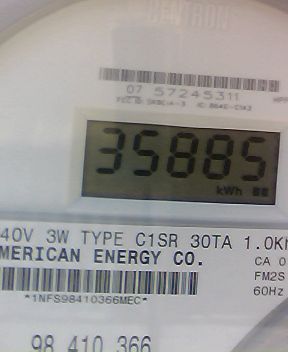 CENTRON
07 57245311
35885
kWh
40V 3W TYPE C1SR 30TA 1.0Kh
MERICAN ENERGY CO.
CA 0
FM2S
60Hz
*1NFS98410366MEC*
98 410 366